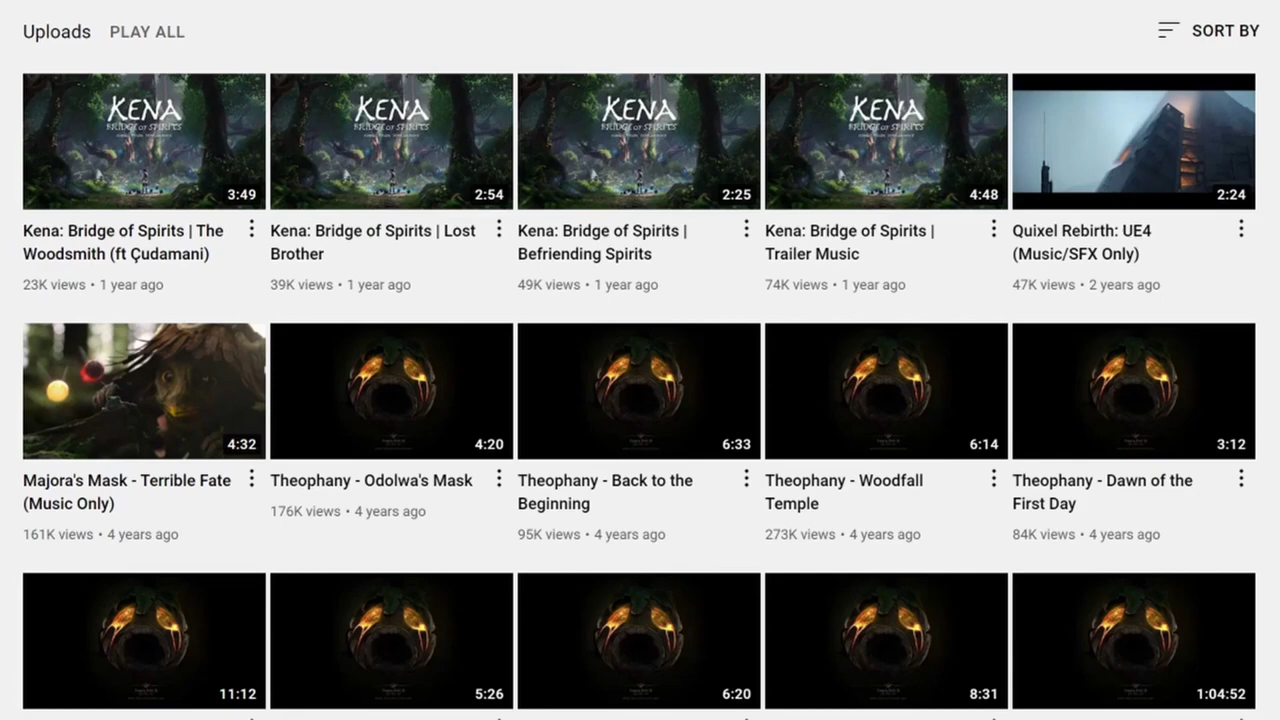 Uploads PLAY ALL SORT BY
KENA KENA KENA KENA
BRIDGE OF SPIRITS BRIDGE OF SPIRITS BRIDGE OF SPIRITS BRIDGE OF SPIRITS
3:49 2:54 2:25 4:48 2:24
Kena: Bridge of Spirits | The
Woodsmith (ft Çudamani)
23K views • 1 year ago
Kena: Bridge of Spirits | Lost
Brother
39K views • 1 year ago
Kena: Bridge of Spirits |
Befriending Spirits
49K views • 1 year ago
Kena: Bridge of Spirits |
Trailer Music
74K views • 1 year ago
Quixel Rebirth: UE4
(Music/SFX Only)
47K views • 2 years ago
4:32 4:20 6:33 6:14 3:12
Majora's Mask - Terrible Fate
(Music Only)
161K views • 4 years ago
Theophany - Odolwa's Mask
176K views • 4 years ago
Theophany - Back to the
Beginning
95K views • 4 years ago
Theophany - Woodfall
Temple
273K views • 4 years ago
Theophany - Dawn of the
First Day
84K views • 4 years ago
11:12 5:26 6:20 8:31 1:04:52